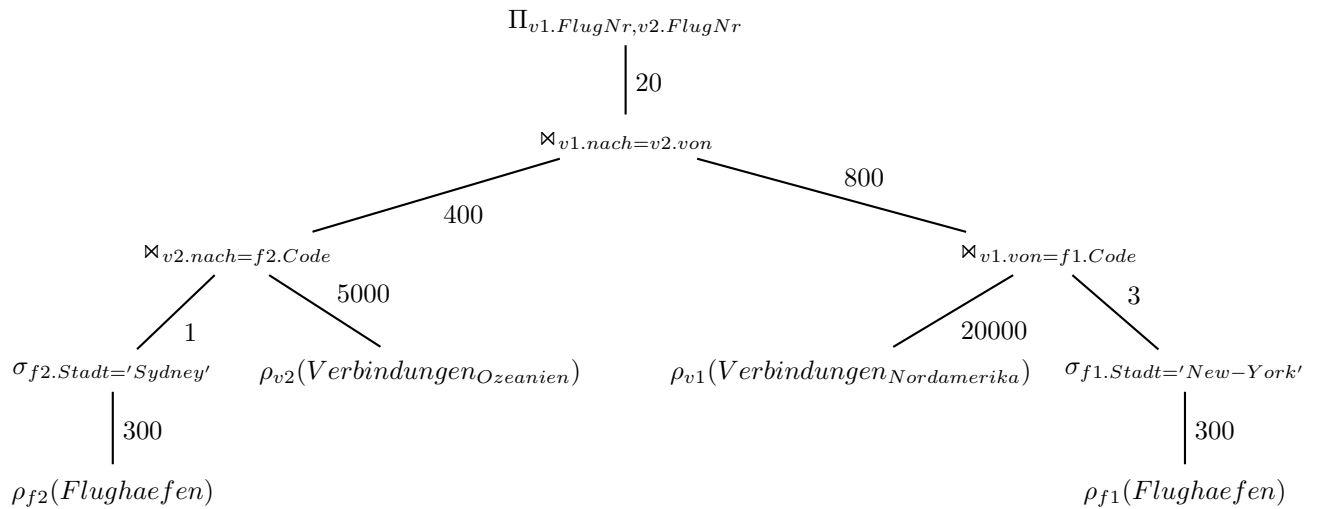 Π_{v1.FlugNr,v2.FlugNr}
20
⋈_{v1.nach=v2.von}
800
400
⋈_{v2.nach=f2.Code} ⋈_{v1.von=f1.Code}
5000 3
1 20000
σ_{f2.Stadt='Sydney'} ρ_{v2}(Verbindungen_{Ozeanien}) ρ_{v1}(Verbindungen_{Nordamerika}) σ_{f1.Stadt='New-York'}
300 300
ρ_{f2}(Flughaefen) ρ_{f1}(Flughaefen)